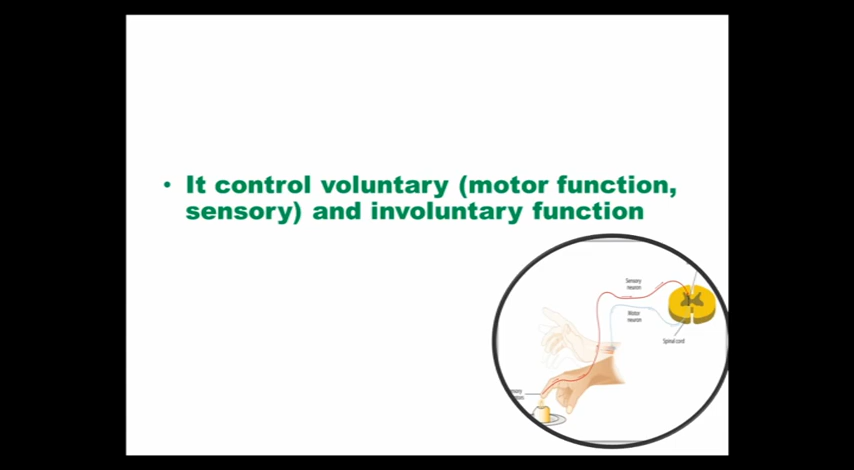 • It control voluntary (motor function,
sensory) and involuntary function
Sensory
neuron
Motor
neuron
Spinal cord